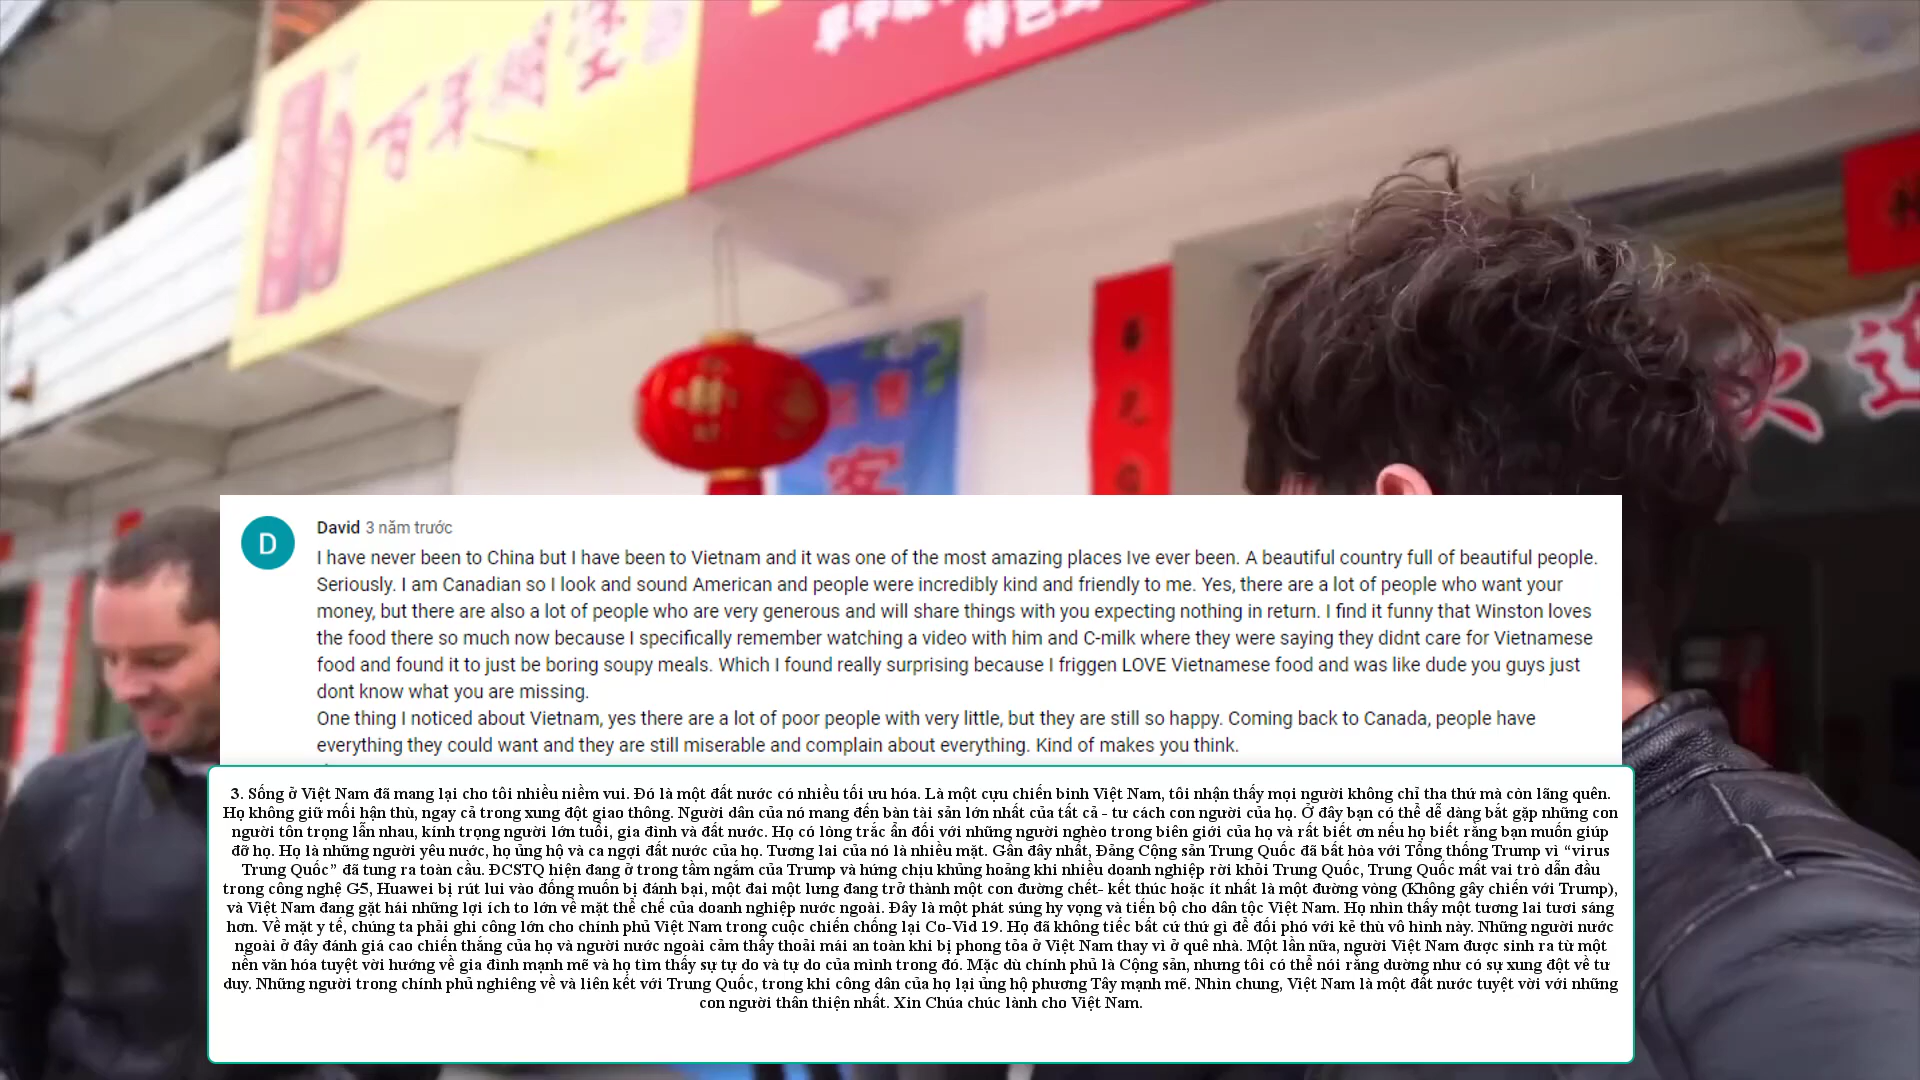 百年糊
特色
客
欢迎
David 3 năm trước
I have never been to China but I have been to Vietnam and it was one of the most amazing places Ive ever been. A beautiful country full of beautiful people.
Seriously. I am Canadian so I look and sound American and people were incredibly kind and friendly to me. Yes, there are a lot of people who want your
money, but there are also a lot of people who are very generous and will share things with you expecting nothing in return. I find it funny that Winston loves
the food there so much now because I specifically remember watching a video with him and C-milk where they were saying they didnt care for Vietnamese
food and found it to just be boring soupy meals. Which I found really surprising because I friggen LOVE Vietnamese food and was like dude you guys just
dont know what you are missing.
One thing I noticed about Vietnam, yes there are a lot of poor people with very little, but they are still so happy. Coming back to Canada, people have
everything they could want and they are still miserable and complain about everything. Kind of makes you think.
3. Sống ở Việt Nam đã mang lại cho tôi nhiều niềm vui. Đó là một đất nước có nhiều tối ưu hóa. Là một cựu chiến binh Việt Nam, tôi nhận thấy mọi người không chỉ tha thứ mà còn lãng quên.
Họ không giữ mối hận thù, ngay cả trong xung đột giao thông. Người dân của nó mang đến bàn tài sản lớn nhất của tất cả - tư cách con người của họ. Ở đây bạn có thể dễ dàng bắt gặp những con
người tôn trọng lẫn nhau, kính trọng người lớn tuổi, gia đình và đất nước. Họ có lòng trắc ẩn đối với những người nghèo trong biên giới của họ và rất biết ơn nếu họ biết rằng bạn muốn giúp
đỡ họ. Họ là những người yêu nước, họ ủng hộ và ca ngợi đất nước của họ. Tương lai của nó là nhiều mặt. Gần đây nhất, Đảng Cộng sản Trung Quốc đã bất hòa với Tổng thống Trump vì “virus
Trung Quốc” đã tung ra toàn cầu. ĐCSTQ hiện đang ở trong tầm ngắm của Trump và hứng chịu khủng hoảng khi nhiều doanh nghiệp rời khỏi Trung Quốc, Trung Quốc mất vai trò dẫn đầu
trong công nghệ G5, Huawei bị rút lui vào đống muốn bị đánh bại, một đai một lưng đang trở thành một con đường chết- kết thúc hoặc ít nhất là một đường vòng (Không gây chiến với Trump),
và Việt Nam đang gặt hái những lợi ích to lớn về mặt thể chế của doanh nghiệp nước ngoài. Đây là một phát súng hy vọng và tiến bộ cho dân tộc Việt Nam. Họ nhìn thấy một tương lai tươi sáng
hơn. Về mặt y tế, chúng ta phải ghi công lớn cho chính phủ Việt Nam trong cuộc chiến chống lại Co-Vid 19. Họ đã không tiếc bất cứ thứ gì để đối phó với kẻ thù vô hình này. Những người nước
ngoài ở đây đánh giá cao chiến thắng của họ và người nước ngoài cảm thấy thoải mái an toàn khi bị phong tỏa ở Việt Nam thay vì ở quê nhà. Một lần nữa, người Việt Nam được sinh ra từ một
nền văn hóa tuyệt vời hướng về gia đình mạnh mẽ và họ tìm thấy sự tự do và tự do của mình trong đó. Mặc dù chính phủ là Cộng sản, nhưng tôi có thể nói rằng dường như có sự xung đột về tư
duy. Những người trong chính phủ nghiêng về và liên kết với Trung Quốc, trong khi công dân của họ lại ủng hộ phương Tây mạnh mẽ. Nhìn chung, Việt Nam là một đất nước tuyệt vời với những
con người thân thiện nhất. Xin Chúa chúc lành cho Việt Nam.